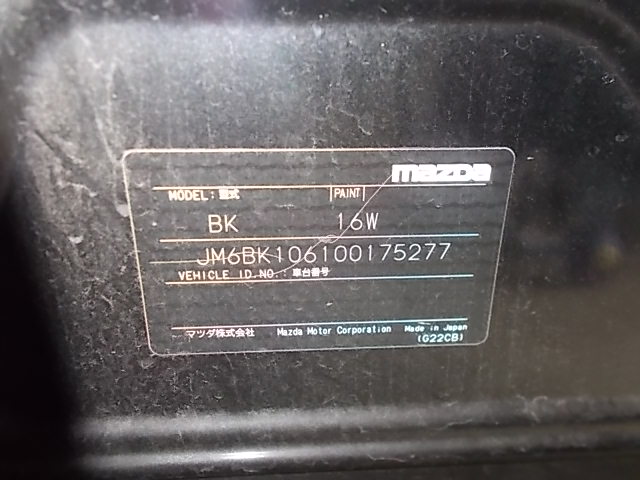 mazda
MODEL:型式 PAINT
BK 16W
JM6BK106100175277
VEHICLE ID.NO.:車台番号
マツダ株式会社 Mazda Motor Corporation Made in Japan
(G22CB)